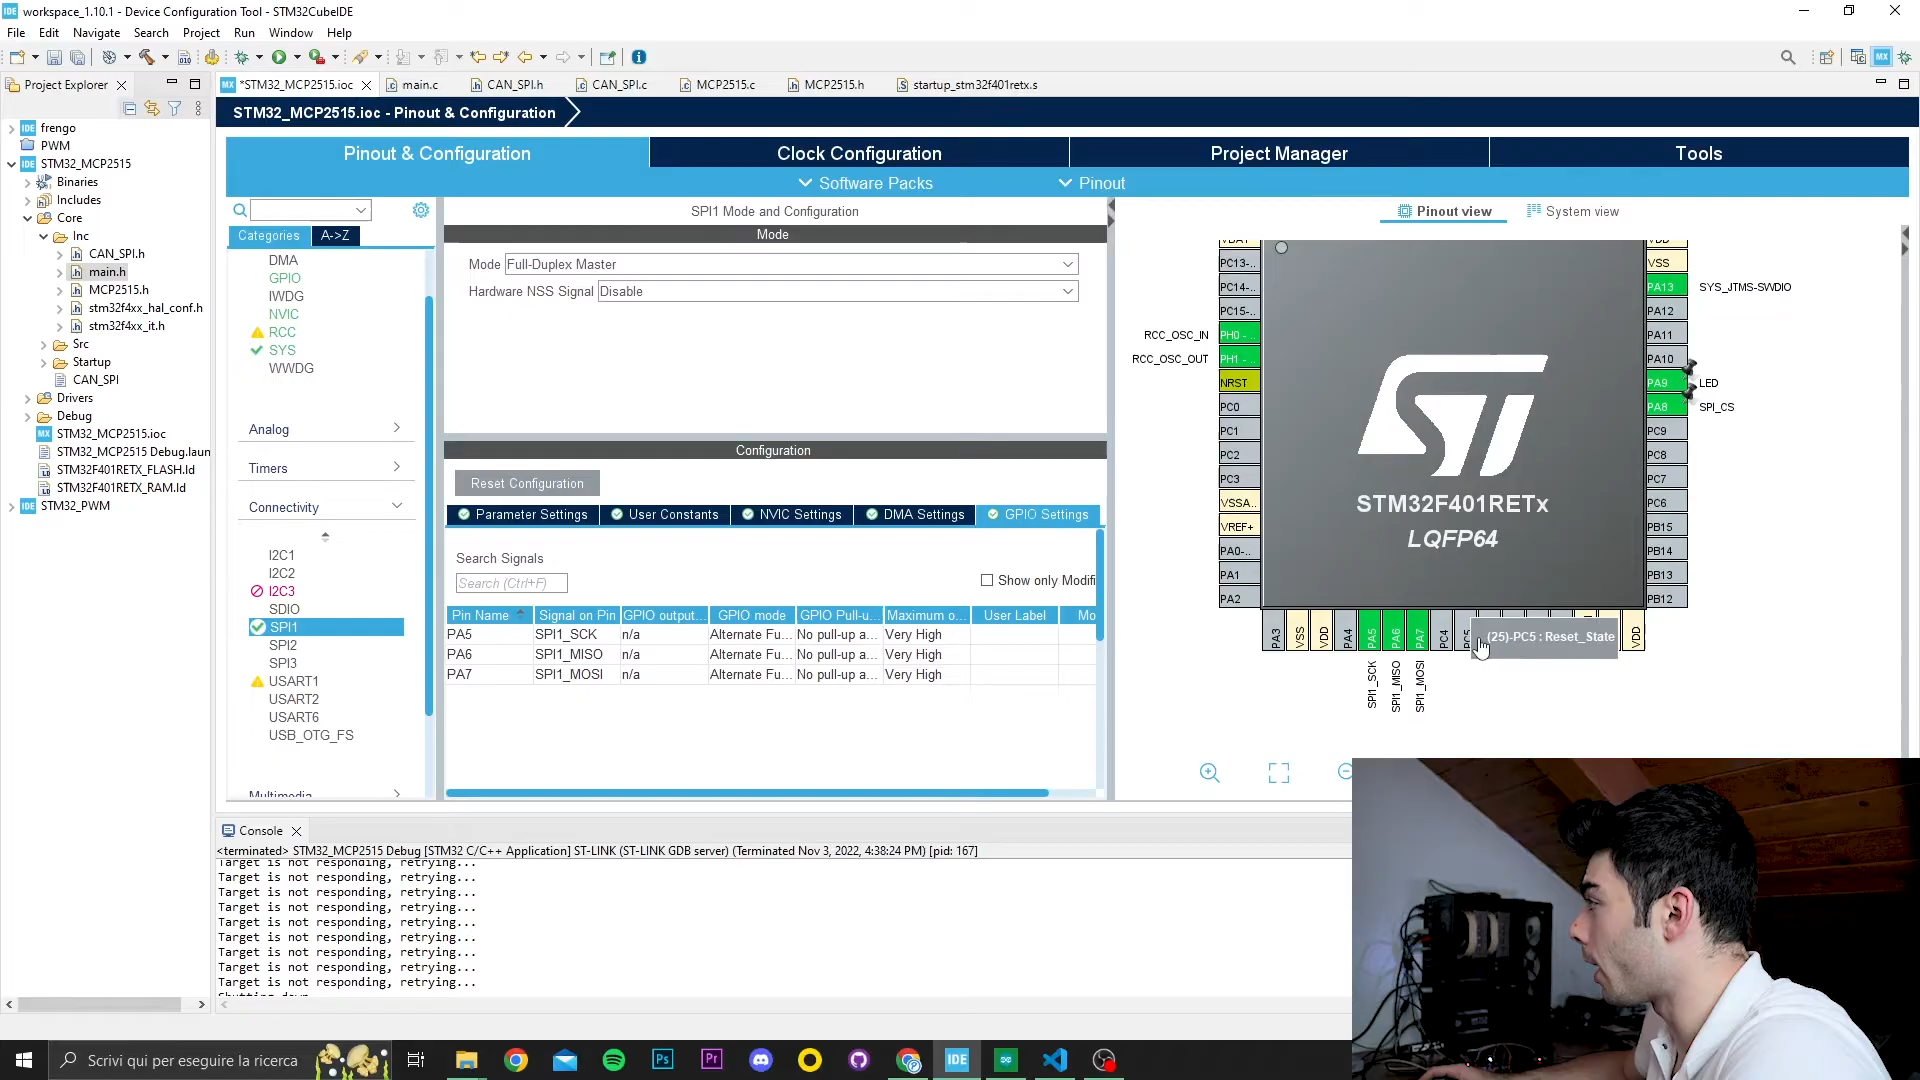 workspace_1.10.1 - Device Configuration Tool - STM32CubeIDE
File Edit Navigate Search Project Run Window Help
Project Explorer
*STM32_MCP2515.ioc
main.c
CAN_SPI.h
CAN_SPI.c
MCP2515.c
MCP2515.h
startup_stm32f401retx.s
STM32_MCP2515.ioc - Pinout & Configuration
Pinout & Configuration
Clock Configuration
Project Manager
Tools
Software Packs
Pinout
frengo
PWM
STM32_MCP2515
Binaries
Includes
Core
Inc
CAN_SPI.h
main.h
MCP2515.h
stm32f4xx_hal_conf.h
stm32f4xx_it.h
Src
Startup
CAN_SPI
Drivers
Debug
STM32_MCP2515.ioc
STM32_MCP2515 Debug.laun
STM32F401RETX_FLASH.ld
STM32F401RETX_RAM.ld
STM32_PWM
Categories
A->Z
DMA
GPIO
IWDG
NVIC
RCC
SYS
WWDG
Analog
Timers
Connectivity
I2C1
I2C2
I2C3
SDIO
SPI1
SPI2
SPI3
USART1
USART2
USART6
USB_OTG_FS
Multimedia
SPI1 Mode and Configuration
Mode
Mode Full-Duplex Master
Hardware NSS Signal Disable
Configuration
Reset Configuration
Parameter Settings
User Constants
NVIC Settings
DMA Settings
GPIO Settings
Search Signals
Search (Ctrl+F)
Show only Modifi
Pin Name Signal on Pin GPIO output... GPIO mode GPIO Pull-u... Maximum o... User Label Mo
PA5 SPI1_SCK n/a Alternate Fu... No pull-up a... Very High
PA6 SPI1_MISO n/a Alternate Fu... No pull-up a... Very High
PA7 SPI1_MOSI n/a Alternate Fu... No pull-up a... Very High
Pinout view
System view
VBAT
PC13-..
PC14-..
PC15-..
RCC_OSC_IN PH0 - ..
RCC_OSC_OUT PH1 - ..
NRST
PC0
PC1
PC2
PC3
VSSA..
VREF+
PA0-..
PA1
PA2
STM32F401RETx
LQFP64
VDD
VSS
PA13 SYS_JTMS-SWDIO
PA12
PA11
PA10
PA9 LED
PA8 SPI_CS
PC9
PC8
PC7
PC6
PB15
PB14
PB13
PB12
PA3
VSS
VDD
PA4
PA5
PA6
PA7
PC4
PC5
VDD
(25)-PC5 : Reset_State
SPI1_SCK
SPI1_MISO
SPI1_MOSI
Console
<terminated> STM32_MCP2515 Debug [STM32 C/C++ Application] ST-LINK (ST-LINK GDB server) (Terminated Nov 3, 2022, 4:38:24 PM) [pid: 167]
Target is not responding, retrying...
Target is not responding, retrying...
Target is not responding, retrying...
Target is not responding, retrying...
Target is not responding, retrying...
Target is not responding, retrying...
Target is not responding, retrying...
Target is not responding, retrying...
Target is not responding, retrying...
Shutting down
Scrivi qui per eseguire la ricerca
Ps
Pr
IDE